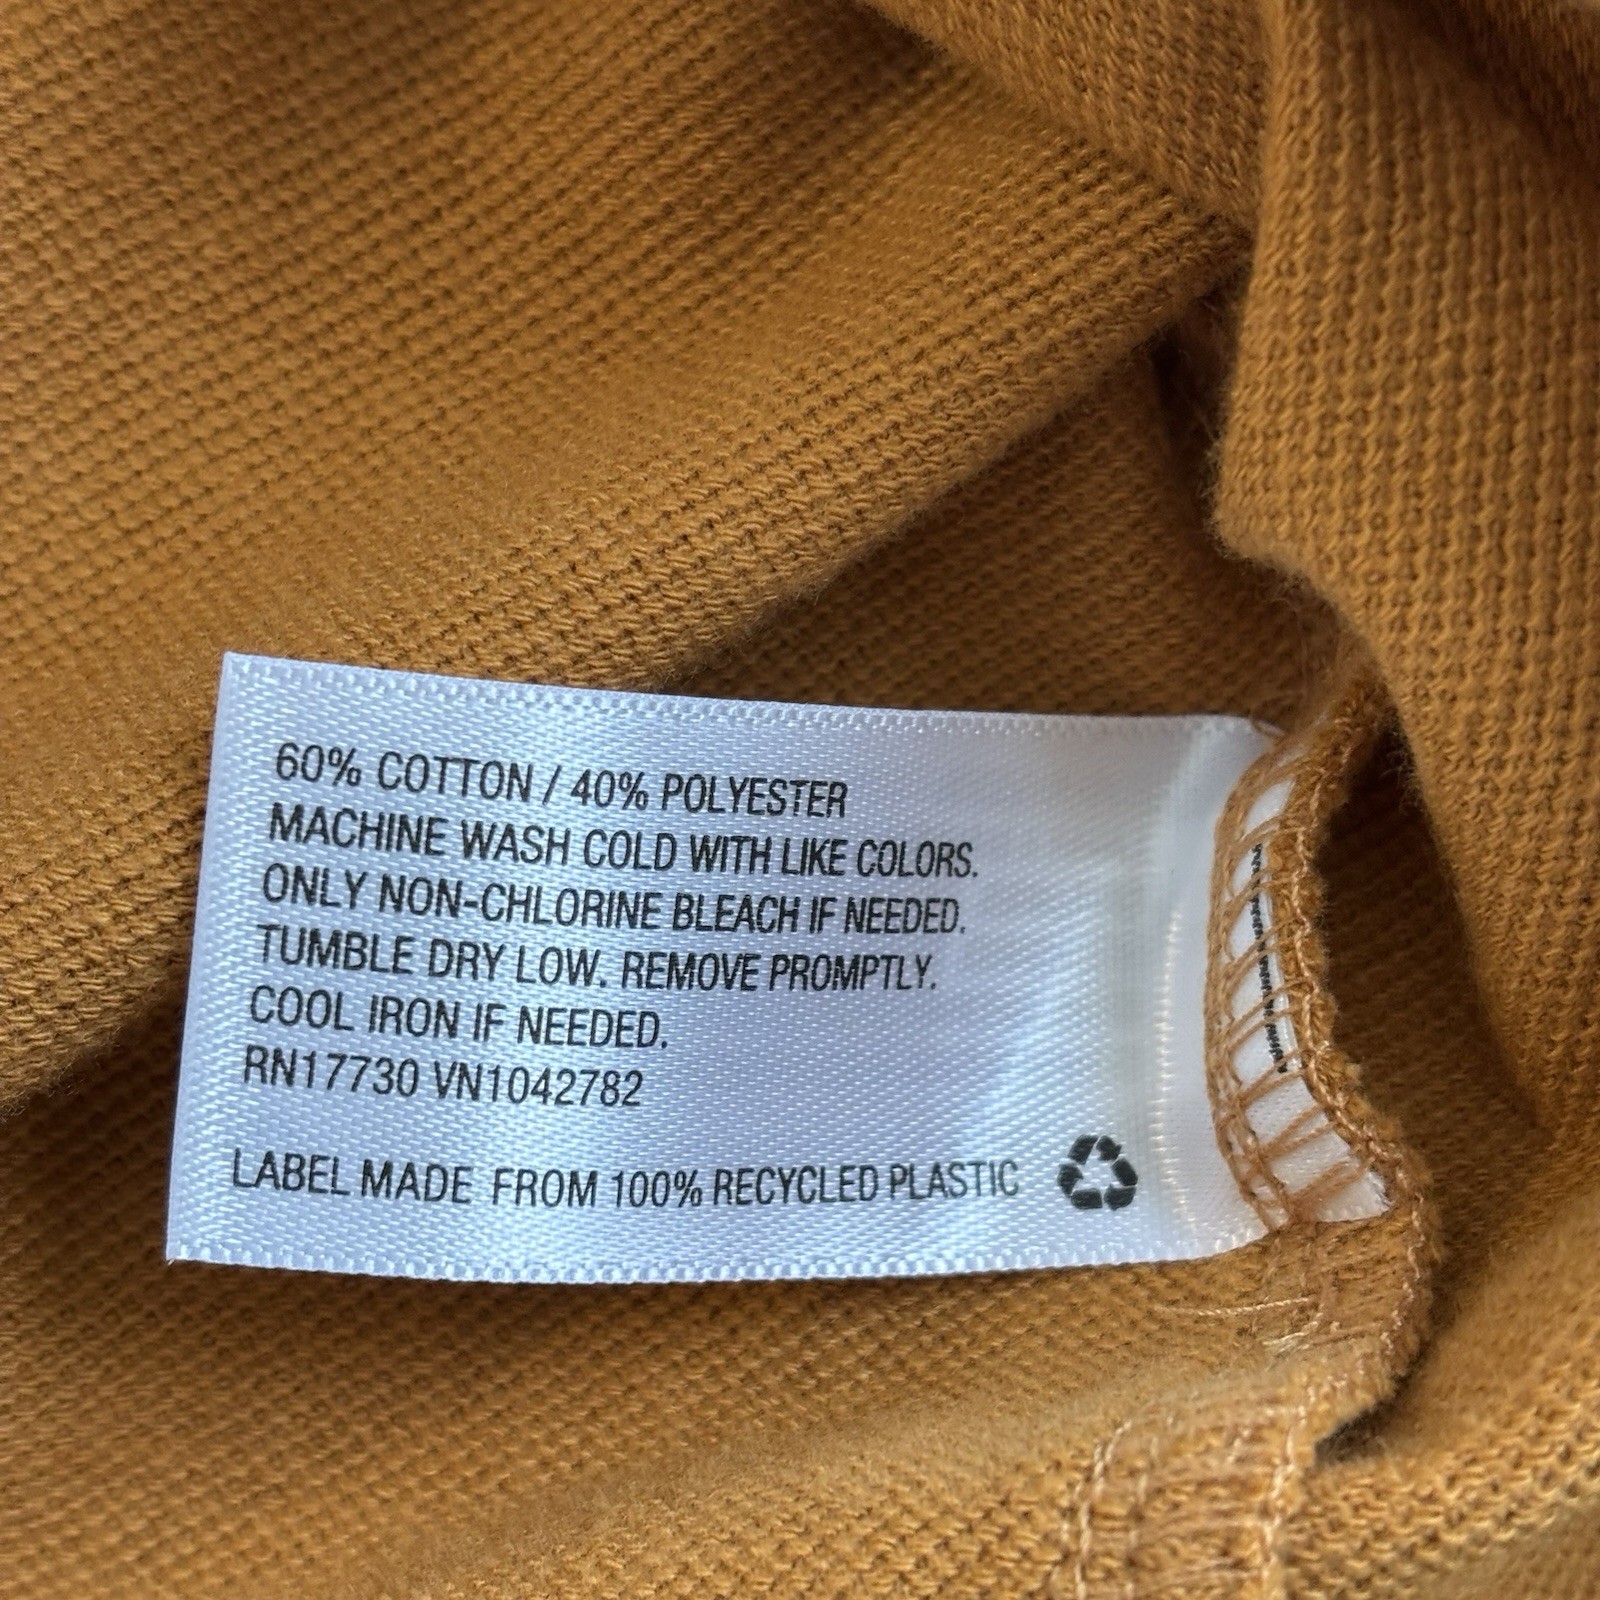 60% COTTON / 40% POLYESTER
MACHINE WASH COLD WITH LIKE COLORS.
ONLY NON-CHLORINE BLEACH IF NEEDED.
TUMBLE DRY LOW. REMOVE PROMPTLY.
COOL IRON IF NEEDED.
RN17730 VN1042782
LABEL MADE FROM 100% RECYCLED PLASTIC